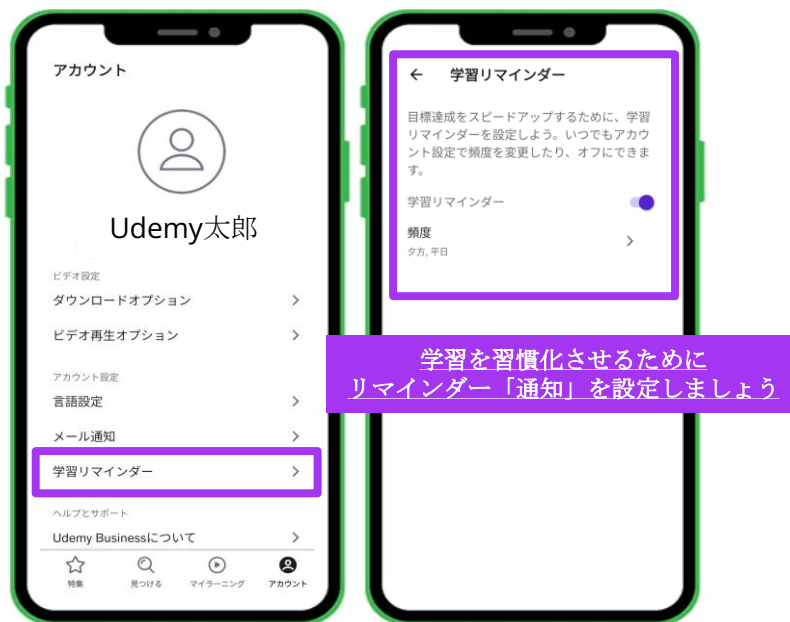 アカウント
Udemy太郎
ビデオ設定
ダウンロードオプション
ビデオ再生オプション
アカウント設定
言語設定
メール通知
学習リマインダー
ヘルプとサポート
Udemy Businessについて
特集
見つける
マイラーニング
アカウント
学習リマインダー
目標達成をスピードアップするために、学習
リマインダーを設定しよう。いつでもアカウ
ント設定で頻度を変更したり、オフにできま
す。
学習リマインダー
頻度
夕方, 平日
学習を習慣化させるために
リマインダー「通知」を設定しましょう